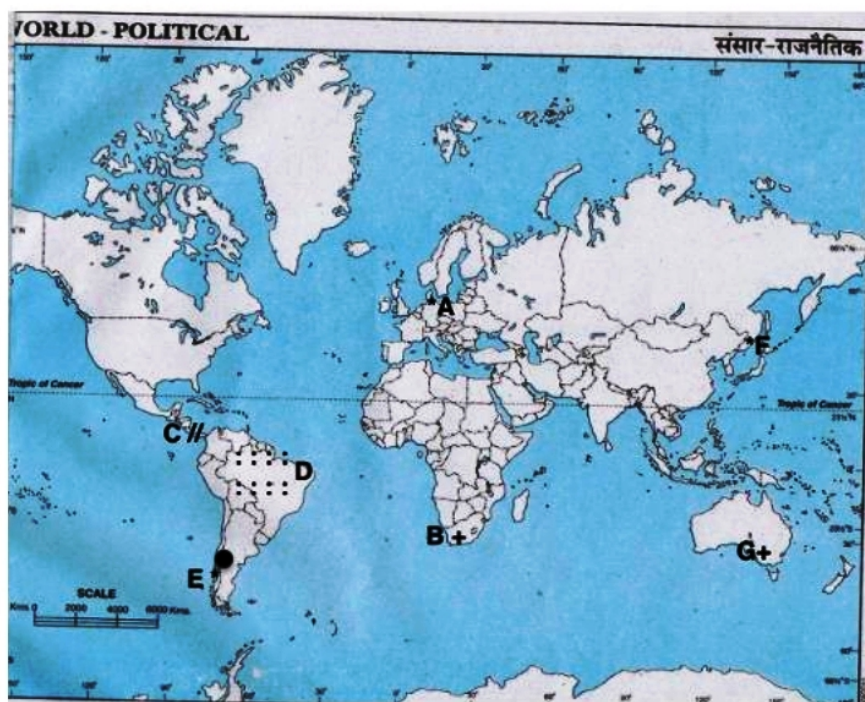 WORLD - POLITICAL
संसार-राजनैतिक
A
F
Tropic of Cancer
Tropic of Cancer
C //
D
B +
G+
E
SCALE
Kms. 0 2000 4000 6000 Kms.